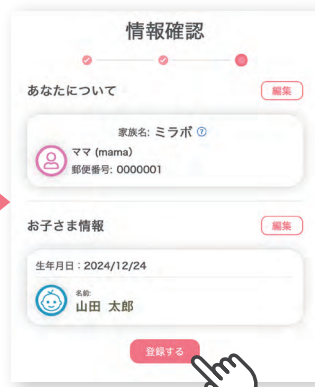 情報確認
あなたについて
編集
家族名: ミラボ ?
ママ (mama)
郵便番号: 0000001
お子さま情報
編集
生年月日：2024/12/24
名前:
山田 太郎
登録する